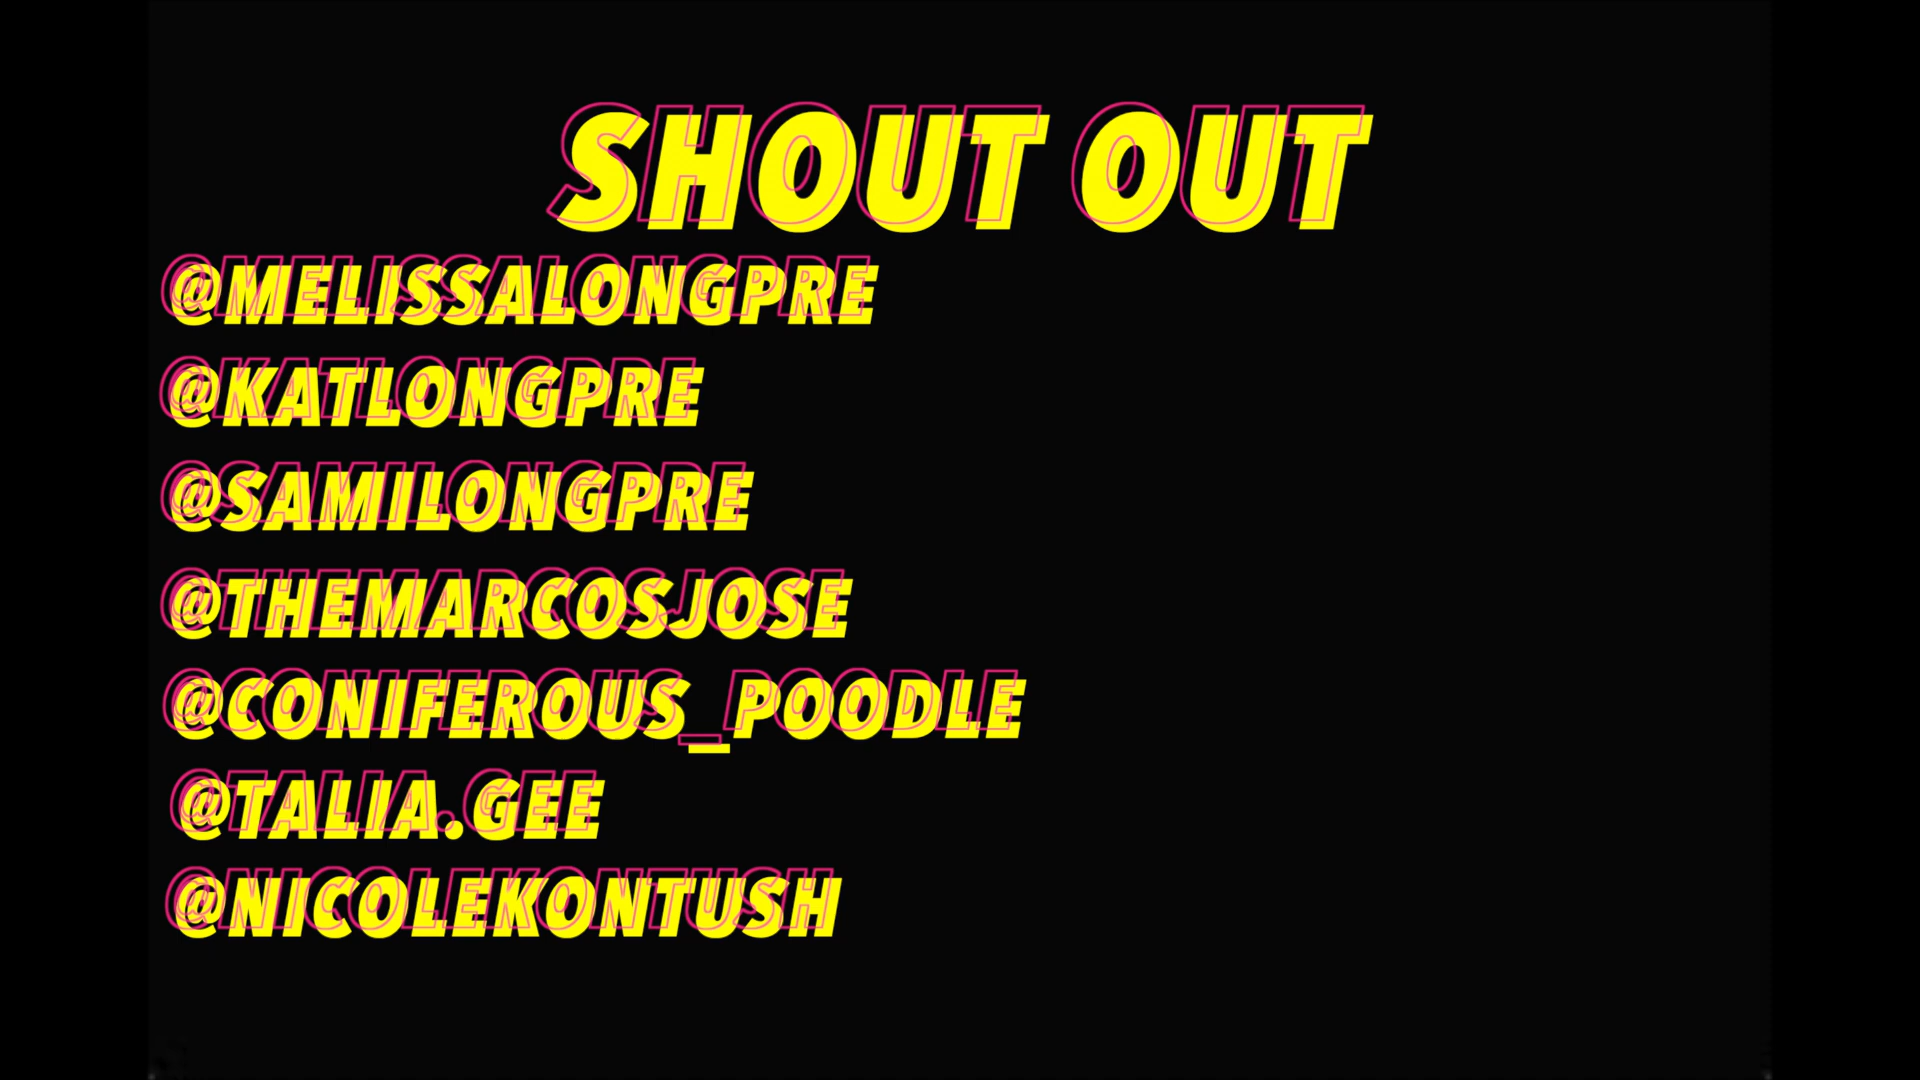 SHOUT OUT
@MELISSALONGPRE
@KATLONGPRE
@SAMILONGPRE
@THEMARCOSJOSE
@CONIFEROUS_POODLE
@TALIA.GEE
@NICOLEKONTUSH